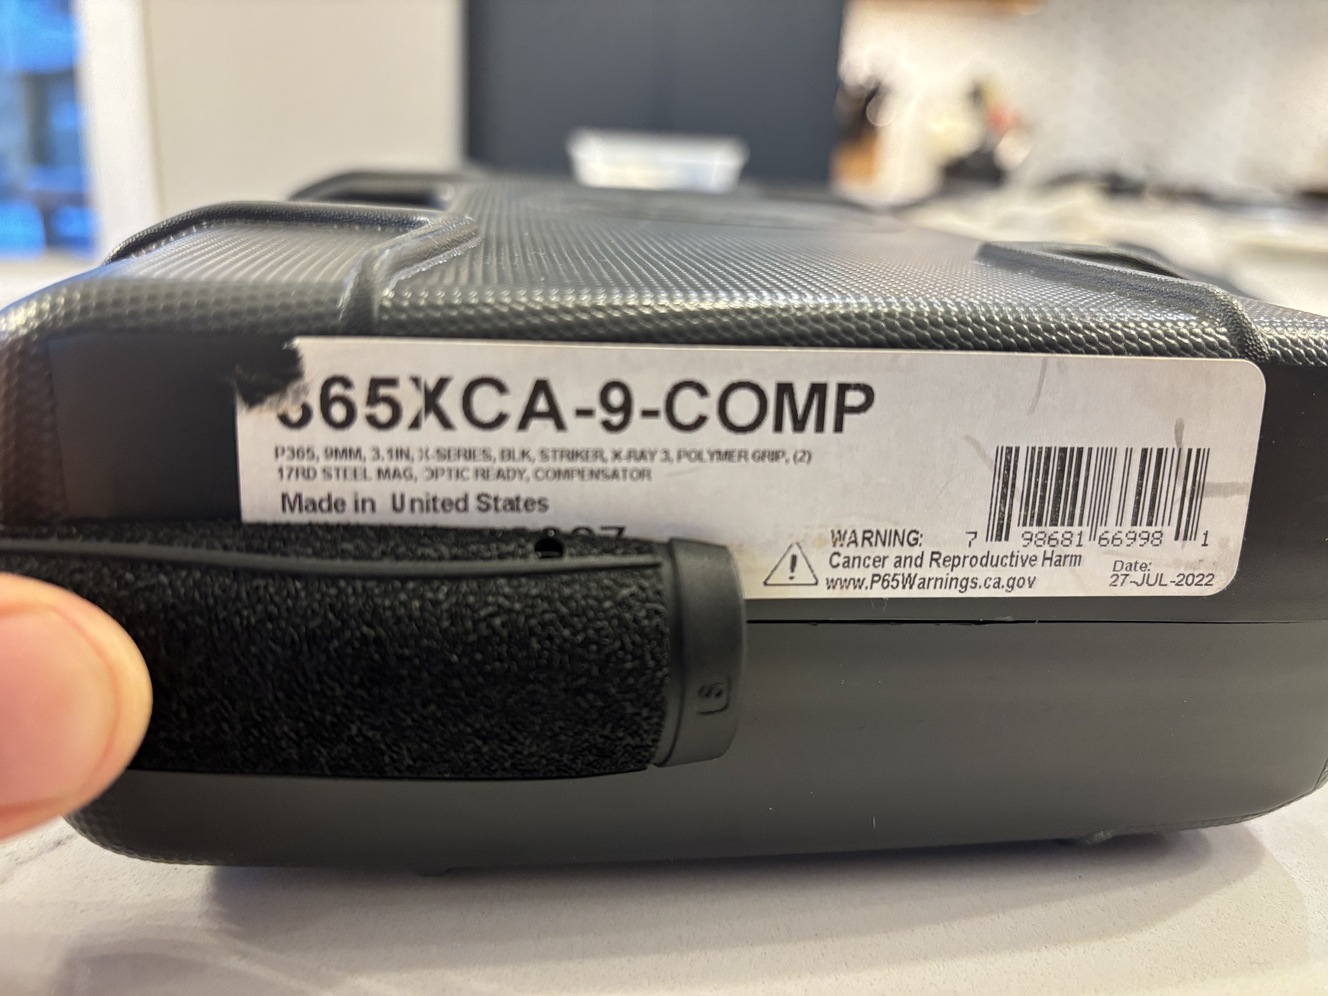 365XCA-9-COMP
P365, 9MM, 3.1IN, X-SERIES, BLK, STRIKER, X-RAY 3, POLYMER GRIP, (2)
17RD STEEL MAG, OPTIC READY, COMPENSATOR
Made in United States
WARNING:
Cancer and Reproductive Harm
www.P65Warnings.ca.gov
7 98681 66998 1
Date:
27-JUL-2022